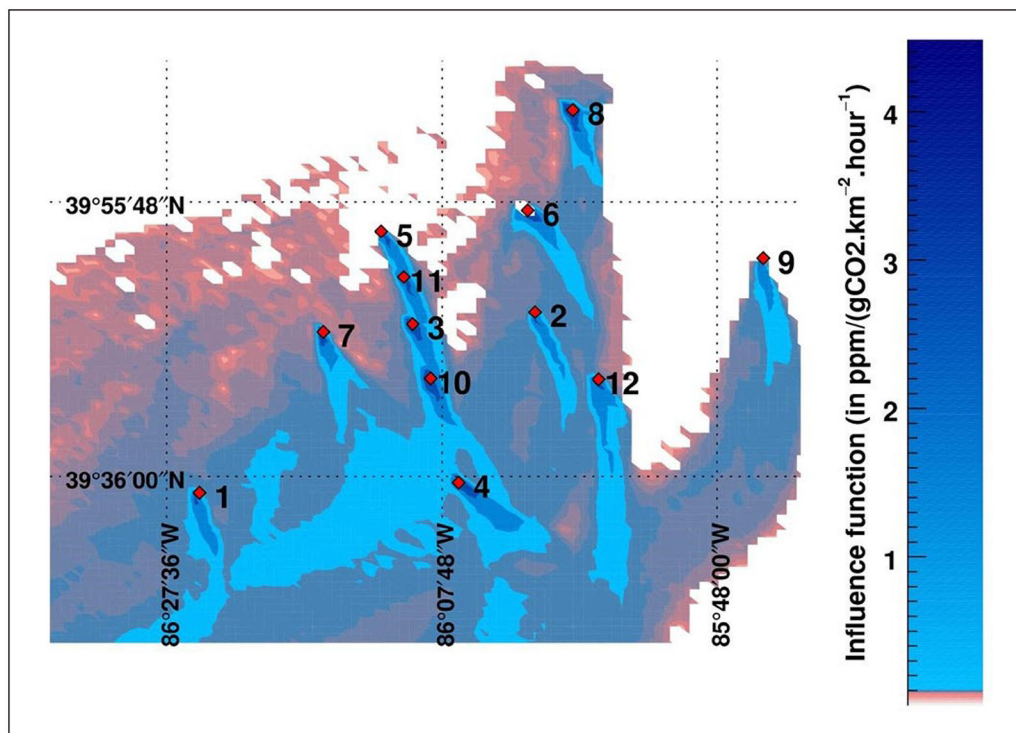 8
39°55′48″N
6
5
9
11
2
3
7
10
12
39°36′00″N
4
1
86°27′36″W
86°07′48″W
85°48′00″W
4
3
2
1
Influence function (in ppm/(gCO2.km⁻².hour⁻¹)